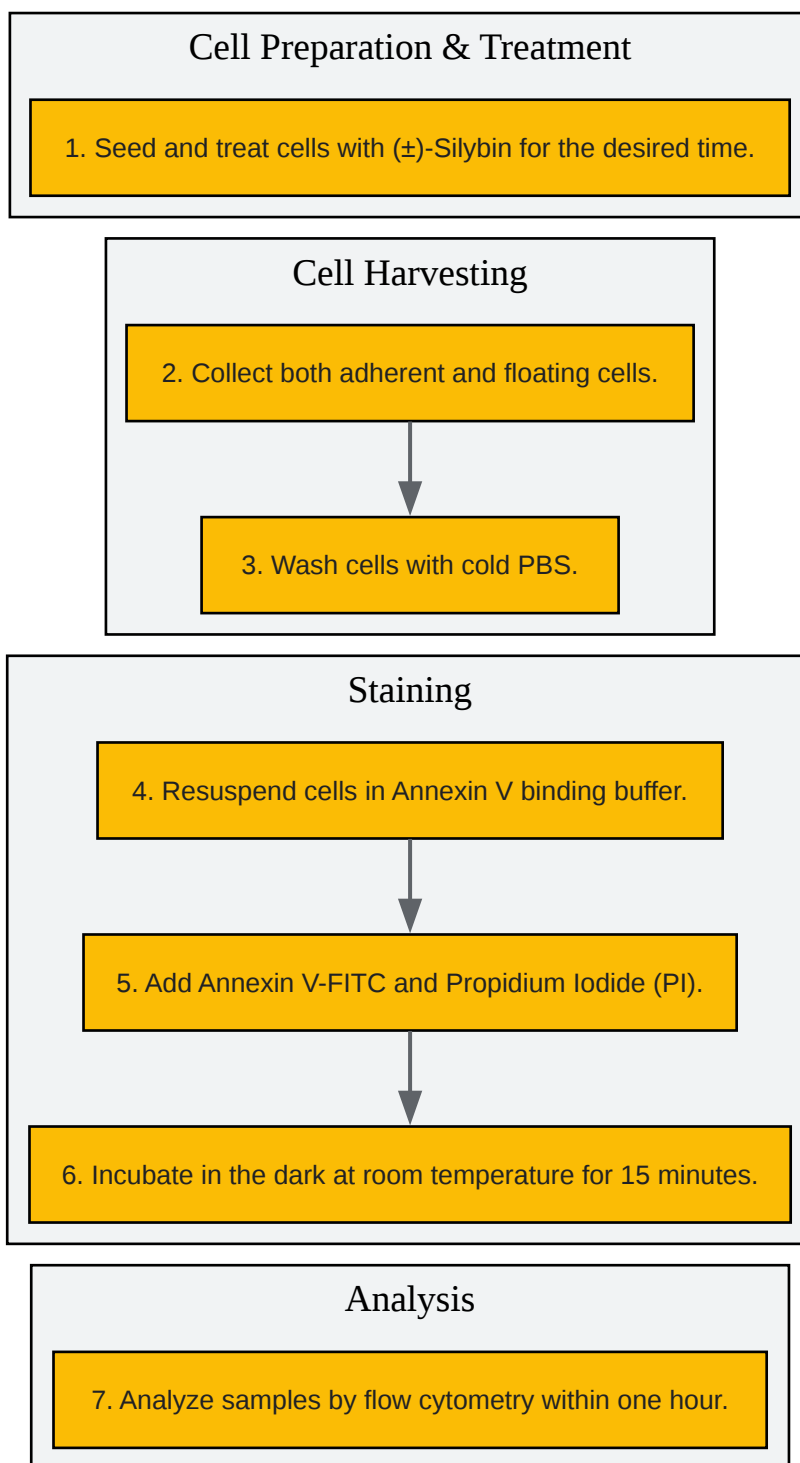 Cell Preparation & Treatment
1. Seed and treat cells with (±)-Silybin for the desired time.
Cell Harvesting
2. Collect both adherent and floating cells.
3. Wash cells with cold PBS.
Staining
4. Resuspend cells in Annexin V binding buffer.
5. Add Annexin V-FITC and Propidium Iodide (PI).
6. Incubate in the dark at room temperature for 15 minutes.
Analysis
7. Analyze samples by flow cytometry within one hour.